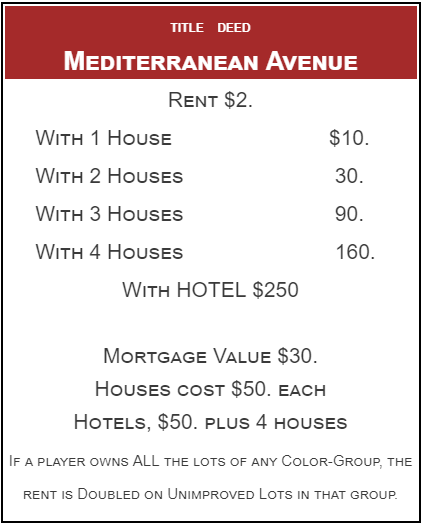 TITLE DEED
MEDITERRANEAN AVENUE
RENT $2.
WITH 1 HOUSE $10.
WITH 2 HOUSES 30.
WITH 3 HOUSES 90.
WITH 4 HOUSES 160.
WITH HOTEL $250
MORTGAGE VALUE $30.
HOUSES COST $50. EACH
HOTELS, $50. PLUS 4 HOUSES
IF A PLAYER OWNS ALL THE LOTS OF ANY COLOR-GROUP, THE
RENT IS DOUBLED ON UNIMPROVED LOTS IN THAT GROUP.